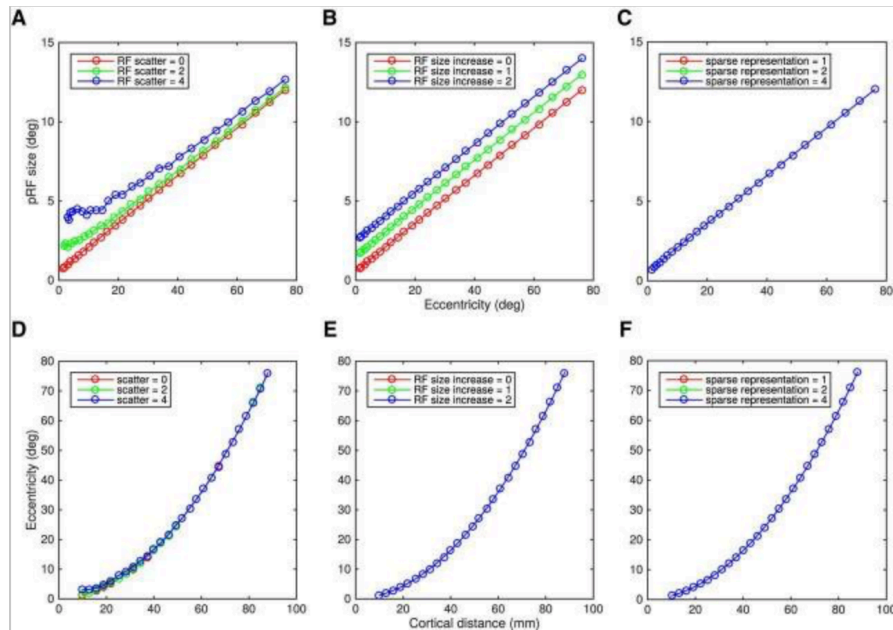 A
B
C
15
10
5
0
pRF size (deg)
RF scatter = 0
RF scatter = 2
RF scatter = 4
0 20 40 60 80
15
10
5
0
RF size increase = 0
RF size increase = 1
RF size increase = 2
0 20 40 60 80
Eccentricity (deg)
15
10
5
0
sparse representation = 1
sparse representation = 2
sparse representation = 4
0 20 40 60 80
D
E
F
80
70
60
50
40
30
20
10
0
Eccentricity (deg)
scatter = 0
scatter = 2
scatter = 4
0 20 40 60 80 100
80
70
60
50
40
30
20
10
0
RF size increase = 0
RF size increase = 1
RF size increase = 2
0 20 40 60 80 100
Cortical distance (mm)
80
70
60
50
40
30
20
10
0
sparse representation = 1
sparse representation = 2
sparse representation = 4
0 20 40 60 80 100